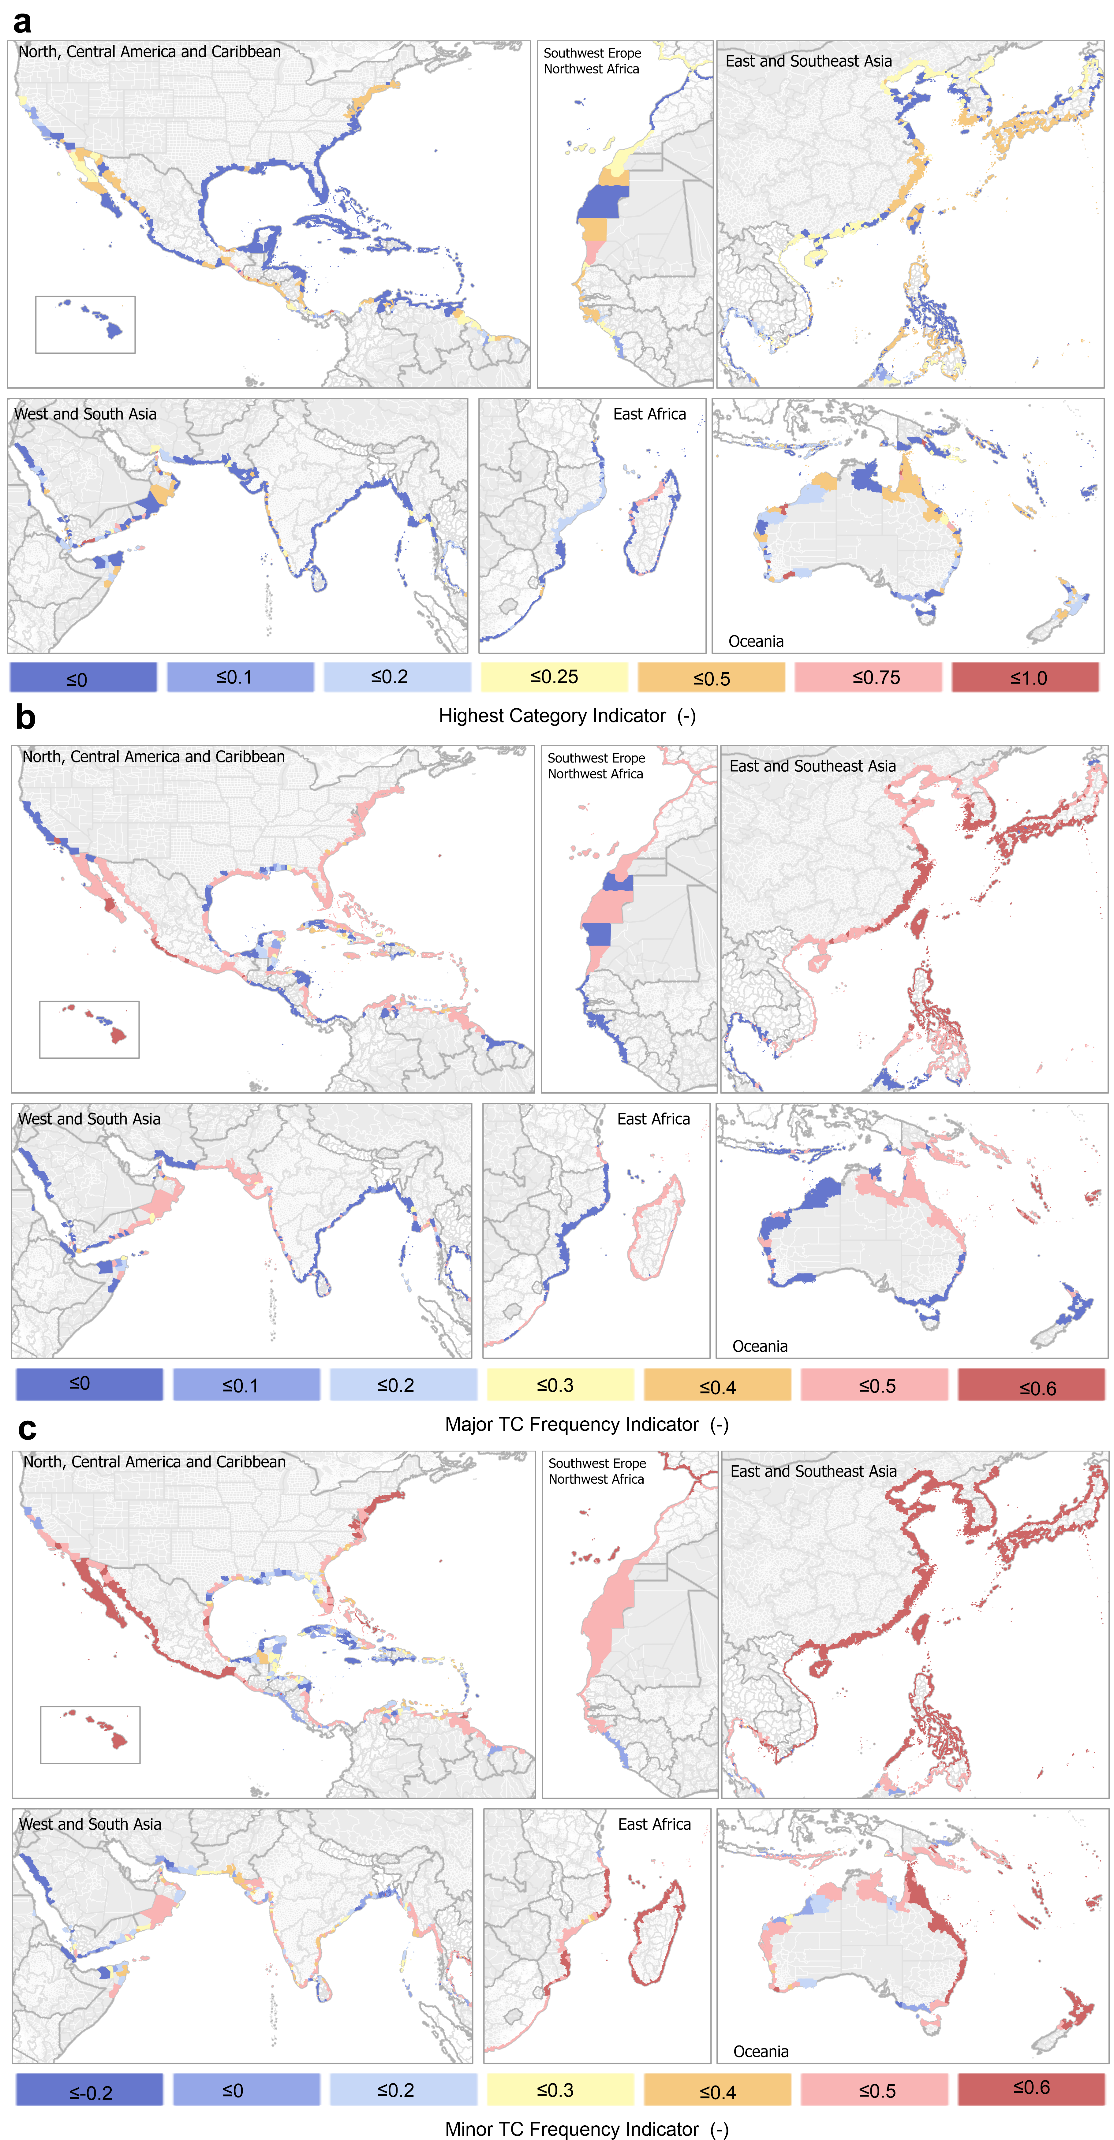 a
North, Central America and Caribbean
Southwest Erope
Northwest Africa
East and Southeast Asia
West and South Asia
East Africa
Oceania
≤0 ≤0.1 ≤0.2 ≤0.25 ≤0.5 ≤0.75 ≤1.0
Highest Category Indicator (-)
b
North, Central America and Caribbean
Southwest Erope
Northwest Africa
East and Southeast Asia
West and South Asia
East Africa
Oceania
≤0 ≤0.1 ≤0.2 ≤0.3 ≤0.4 ≤0.5 ≤0.6
Major TC Frequency Indicator (-)
c
North, Central America and Caribbean
Southwest Erope
Northwest Africa
East and Southeast Asia
West and South Asia
East Africa
Oceania
≤-0.2 ≤0 ≤0.2 ≤0.3 ≤0.4 ≤0.5 ≤0.6
Minor TC Frequency Indicator (-)